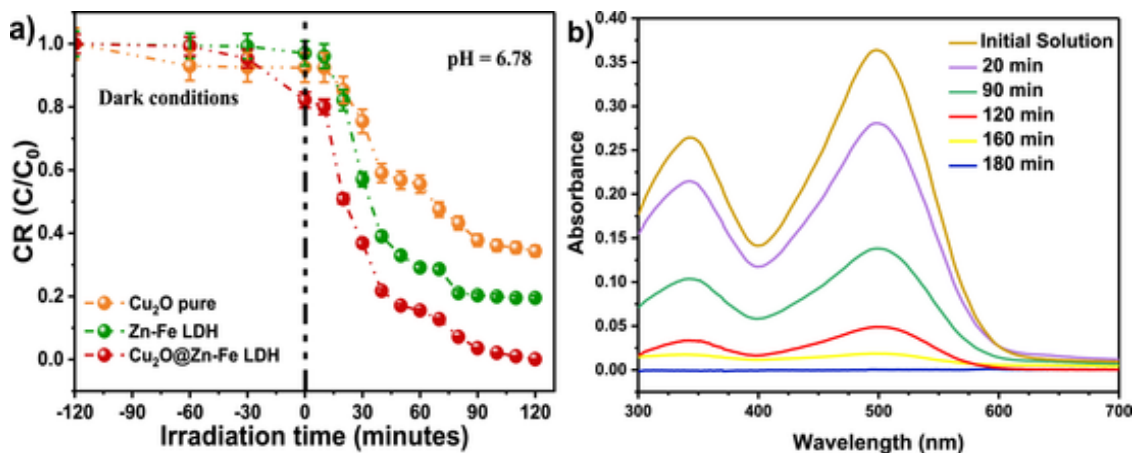 a)
CR (C/C₀)
1.0
0.8
0.6
0.4
0.2
0.0
pH = 6.78
Dark conditions
Cu₂O pure
Zn-Fe LDH
Cu₂O@Zn-Fe LDH
-120 -90 -60 -30 0 30 60 90 120
Irradiation time (minutes)
b)
Absorbance
0.40
0.35
0.30
0.25
0.20
0.15
0.10
0.05
0.00
Initial Solution
20 min
90 min
120 min
160 min
180 min
300 400 500 600 700
Wavelength (nm)